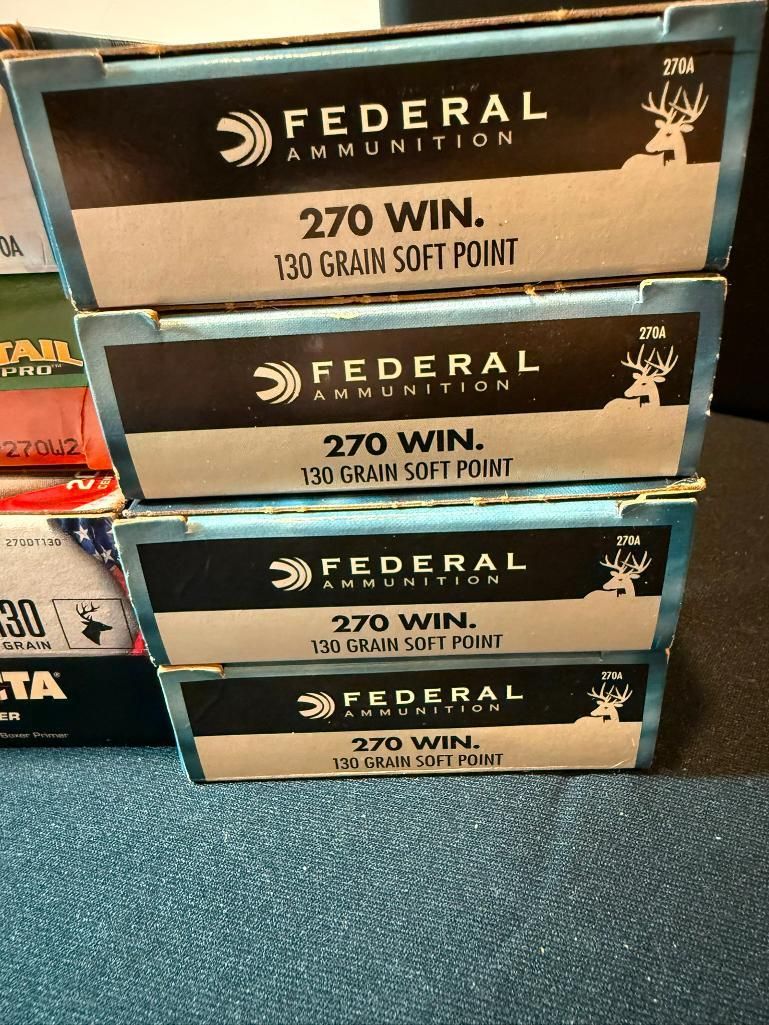 270A
FEDERAL
AMMUNITION
270 WIN.
130 GRAIN SOFT POINT
270A
FEDERAL
AMMUNITION
270 WIN.
130 GRAIN SOFT POINT
270A
FEDERAL
AMMUNITION
270 WIN.
130 GRAIN SOFT POINT
270A
FEDERAL
AMMUNITION
270 WIN.
130 GRAIN SOFT POINT
0A
TAIL
PRO™
270W2
20
270DT130
130
GRAIN
TA®
ER
Boxer Primer